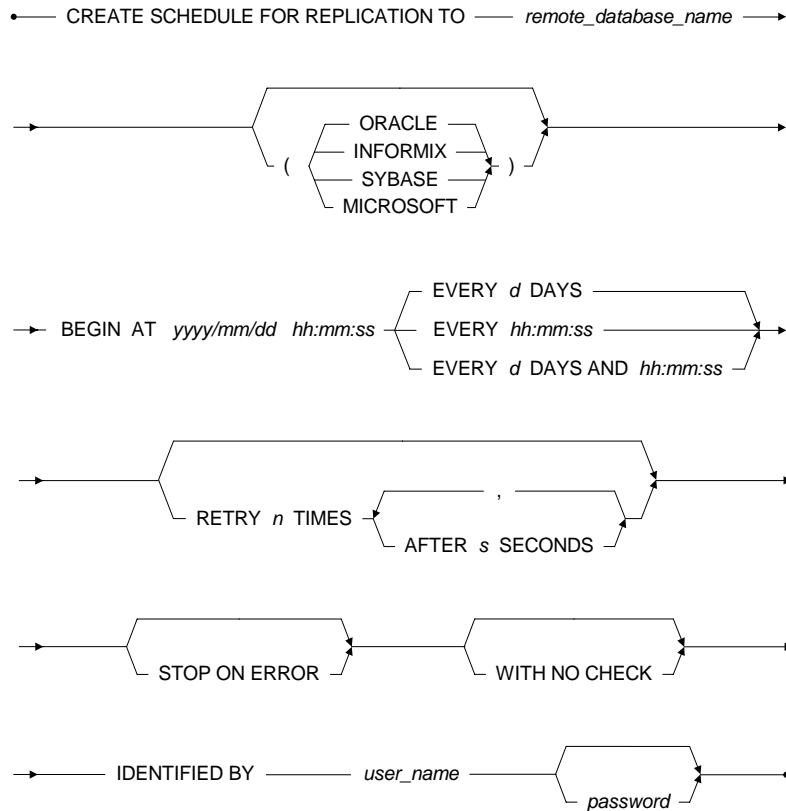 CREATE SCHEDULE FOR REPLICATION TO remote_database_name
( ORACLE
INFORMIX
SYBASE
MICROSOFT )
BEGIN AT yyyy/mm/dd hh:mm:ss
EVERY d DAYS
EVERY hh:mm:ss
EVERY d DAYS AND hh:mm:ss
RETRY n TIMES
,
AFTER s SECONDS
STOP ON ERROR
WITH NO CHECK
IDENTIFIED BY user_name
password